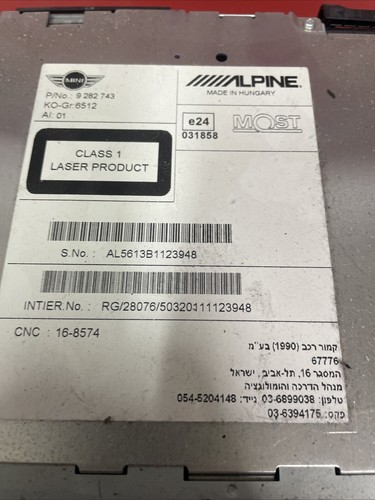 MINI
P/No.: 9 282 743
KO-Gr:6512
AI: 01
ALPINE
MADE IN HUNGARY
e24
031858
MOST
CLASS 1
LASER PRODUCT
S.No.: AL5613B1123948
INTIER.No.: RG/28076/50320111123948
CNC : 16-8574
קמור רכב (1990) בע"מ
67776
המסגר 16, תל-אביב, ישראל
מנהל הדרכה והומולוגציה
טלפון: 03-6899038 נייד: 054-5204148
פקס: 03-6394175